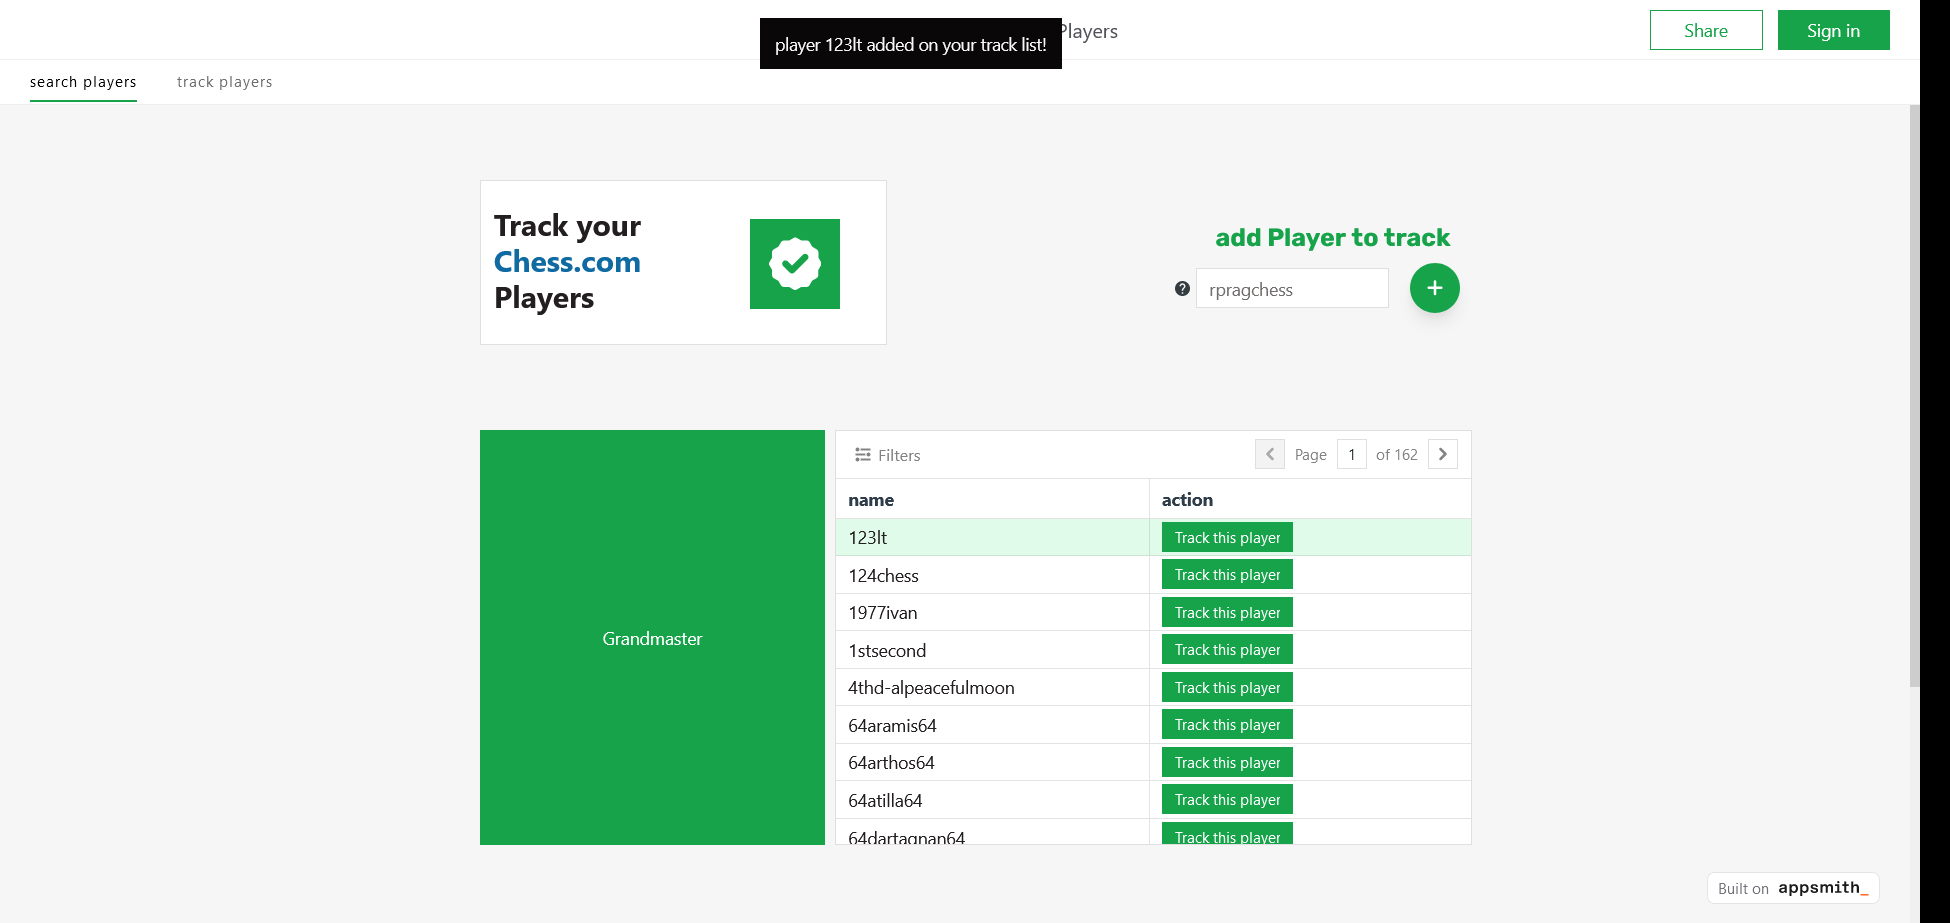 player 123lt added on your track list!
Players
Share
Sign in
search players
track players
Track your
Chess.com
Players
add Player to track
?
rpragchess
+
Grandmaster
Filters
Page 1 of 162
name action
123lt Track this player
124chess Track this player
1977ivan Track this player
1stsecond Track this player
4thd-alpeacefulmoon Track this player
64aramis64 Track this player
64arthos64 Track this player
64atilla64 Track this player
64dartagnan64 Track this player
Built on appsmith_